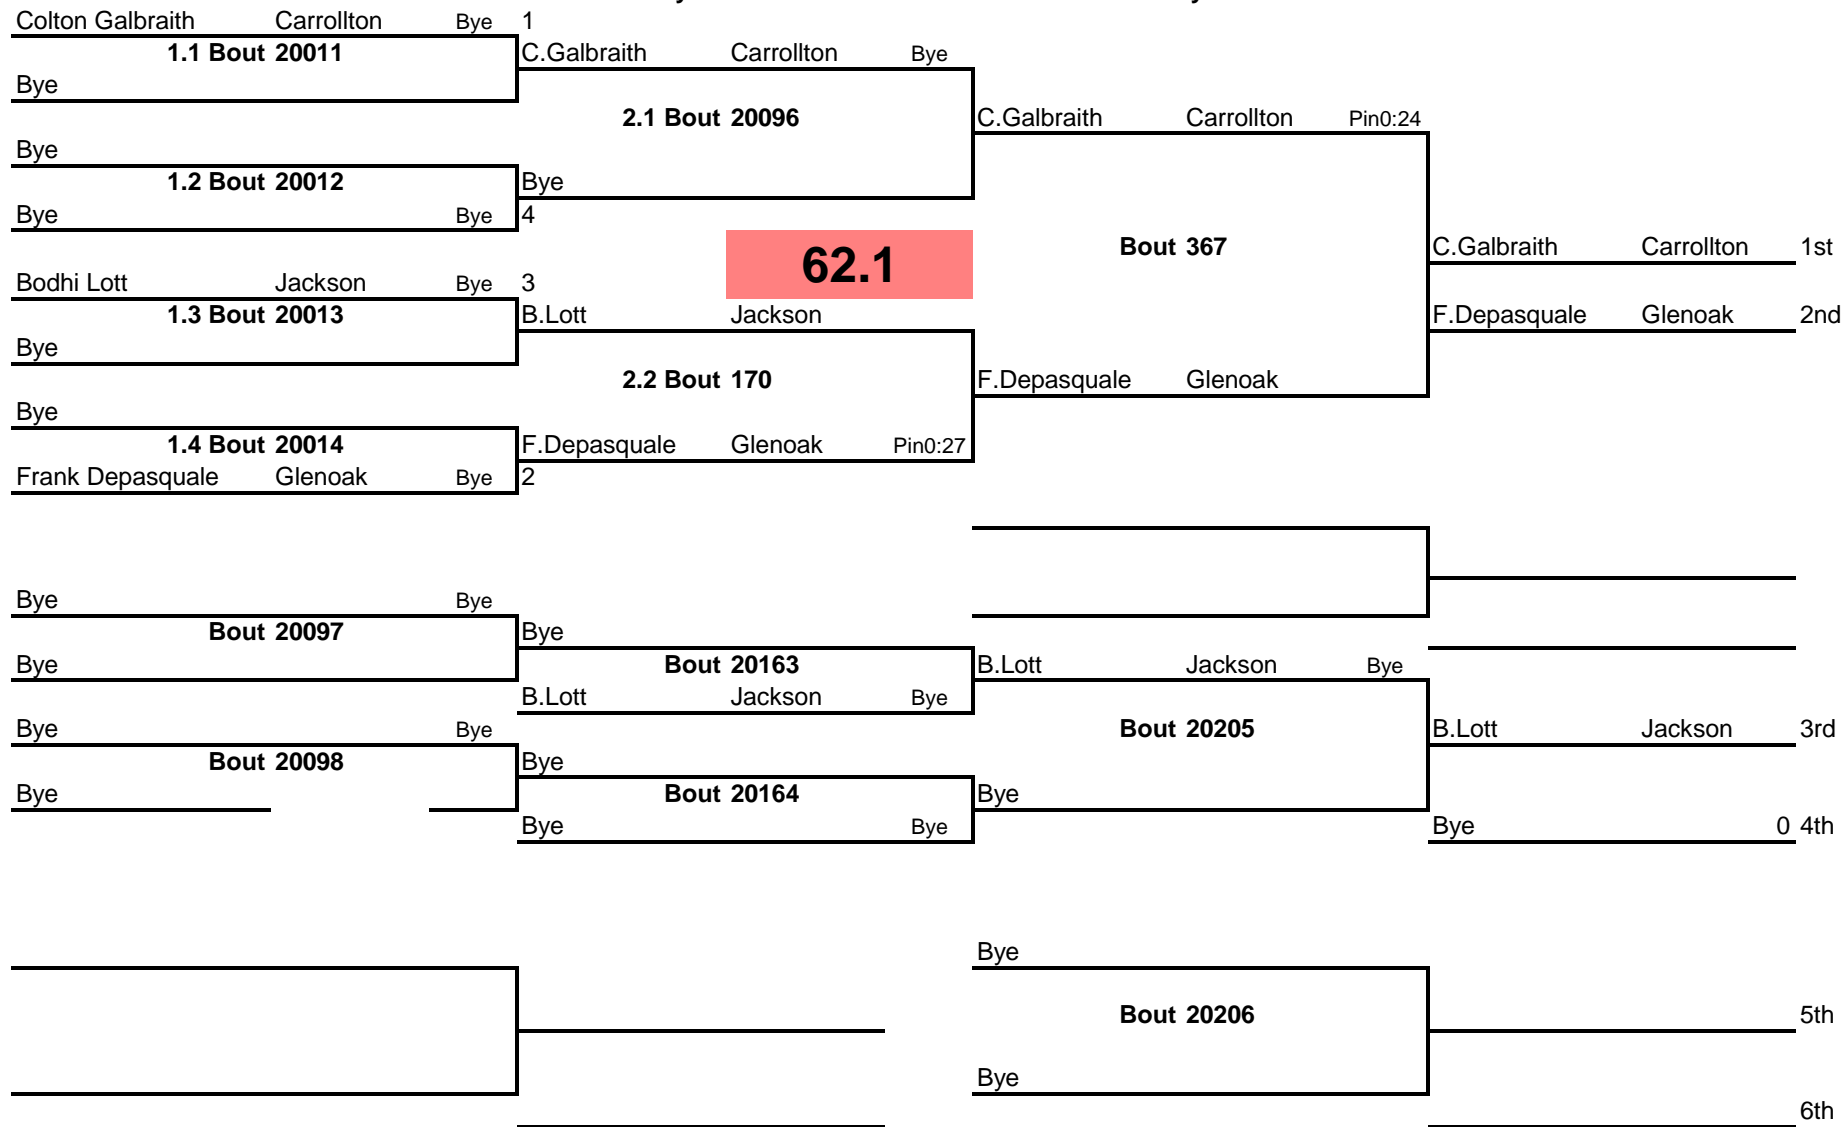 Colton Galbraith Carrollton Bye 1
1.1 Bout 20011 C.Galbraith Carrollton Bye
Bye
2.1 Bout 20096 C.Galbraith Carrollton Pin0:24
Bye
1.2 Bout 20012 Bye
Bye Bye 4
62.1 Bout 367 C.Galbraith Carrollton 1st
Bodhi Lott Jackson Bye 3
1.3 Bout 20013 B.Lott Jackson F.Depasquale Glenoak 2nd
Bye
2.2 Bout 170 F.Depasquale Glenoak
Bye
1.4 Bout 20014 F.Depasquale Glenoak Pin0:27
Frank Depasquale Glenoak Bye 2
Bye Bye
Bout 20097 Bye
Bye Bout 20163 B.Lott Jackson Bye
B.Lott Jackson Bye
Bye Bye Bout 20205 B.Lott Jackson 3rd
Bout 20098 Bye
Bye Bout 20164 Bye
Bye Bye Bye 0 4th
Bye
Bout 20206 5th
Bye
6th